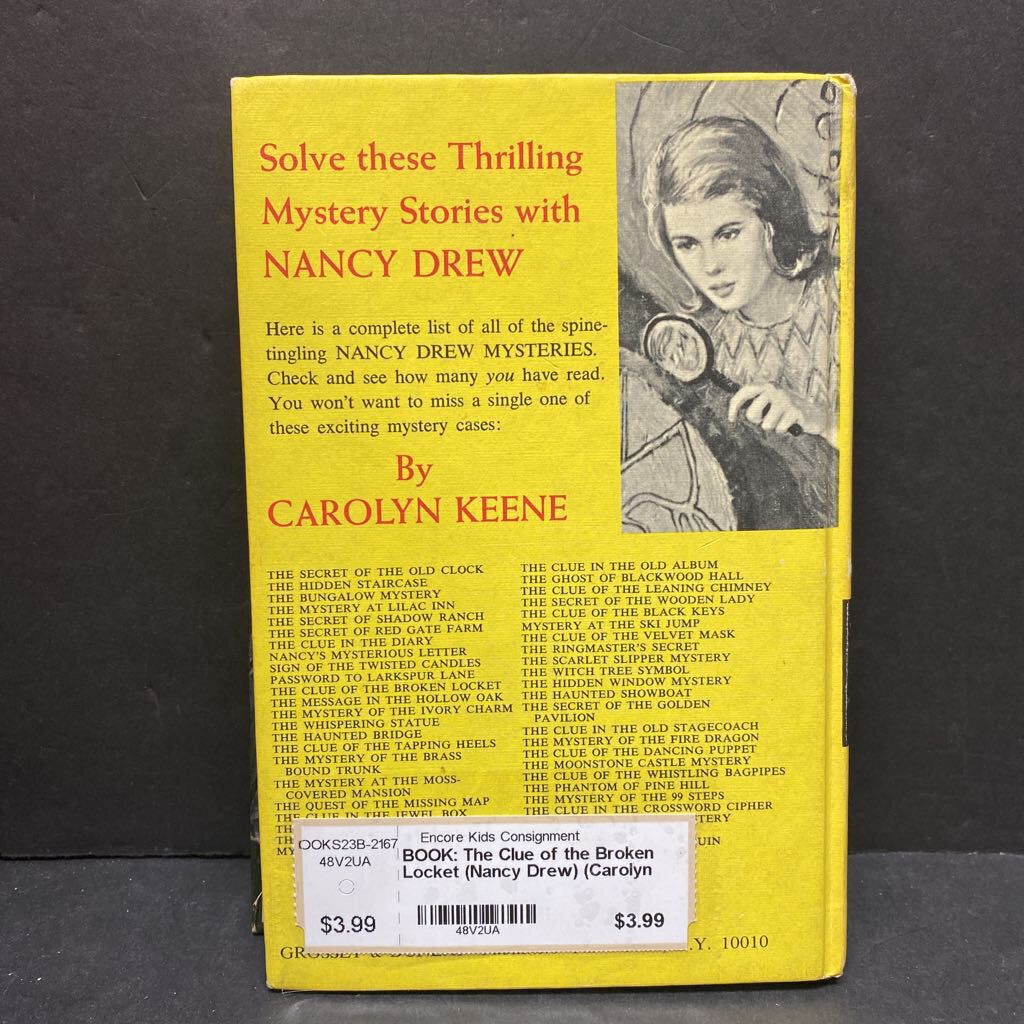 Solve these Thrilling
Mystery Stories with
NANCY DREW
Here is a complete list of all of the spine-
tingling NANCY DREW MYSTERIES.
Check and see how many you have read.
You won't want to miss a single one of
these exciting mystery cases:
By
CAROLYN KEENE
THE SECRET OF THE OLD CLOCK
THE HIDDEN STAIRCASE
THE BUNGALOW MYSTERY
THE MYSTERY AT LILAC INN
THE SECRET OF SHADOW RANCH
THE SECRET OF RED GATE FARM
THE CLUE IN THE DIARY
NANCY'S MYSTERIOUS LETTER
SIGN OF THE TWISTED CANDLES
PASSWORD TO LARKSPUR LANE
THE CLUE OF THE BROKEN LOCKET
THE MESSAGE IN THE HOLLOW OAK
THE MYSTERY OF THE IVORY CHARM
THE WHISPERING STATUE
THE HAUNTED BRIDGE
THE CLUE OF THE TAPPING HEELS
THE MYSTERY OF THE BRASS
BOUND TRUNK
THE MYSTERY AT THE MOSS-
COVERED MANSION
THE QUEST OF THE MISSING MAP
THE CLUE IN THE JEWEL BOX
TH
TH
MY
THE CLUE IN THE OLD ALBUM
THE GHOST OF BLACKWOOD HALL
THE CLUE OF THE LEANING CHIMNEY
THE SECRET OF THE WOODEN LADY
THE CLUE OF THE BLACK KEYS
MYSTERY AT THE SKI JUMP
THE CLUE OF THE VELVET MASK
THE RINGMASTER'S SECRET
THE SCARLET SLIPPER MYSTERY
THE WITCH TREE SYMBOL
THE HIDDEN WINDOW MYSTERY
THE HAUNTED SHOWBOAT
THE SECRET OF THE GOLDEN
PAVILION
THE CLUE IN THE OLD STAGECOACH
THE MYSTERY OF THE FIRE DRAGON
THE CLUE OF THE DANCING PUPPET
THE MOONSTONE CASTLE MYSTERY
THE CLUE OF THE WHISTLING BAGPIPES
THE PHANTOM OF PINE HILL
THE MYSTERY OF THE 99 STEPS
THE CLUE IN THE CROSSWORD CIPHER
TERY
UIN
OOKS23B-2167
48V2UA
$3.99
Encore Kids Consignment
BOOK: The Clue of the Broken
Locket (Nancy Drew) (Carolyn
48V2UA
$3.99
GROSSET & .Y. 10010